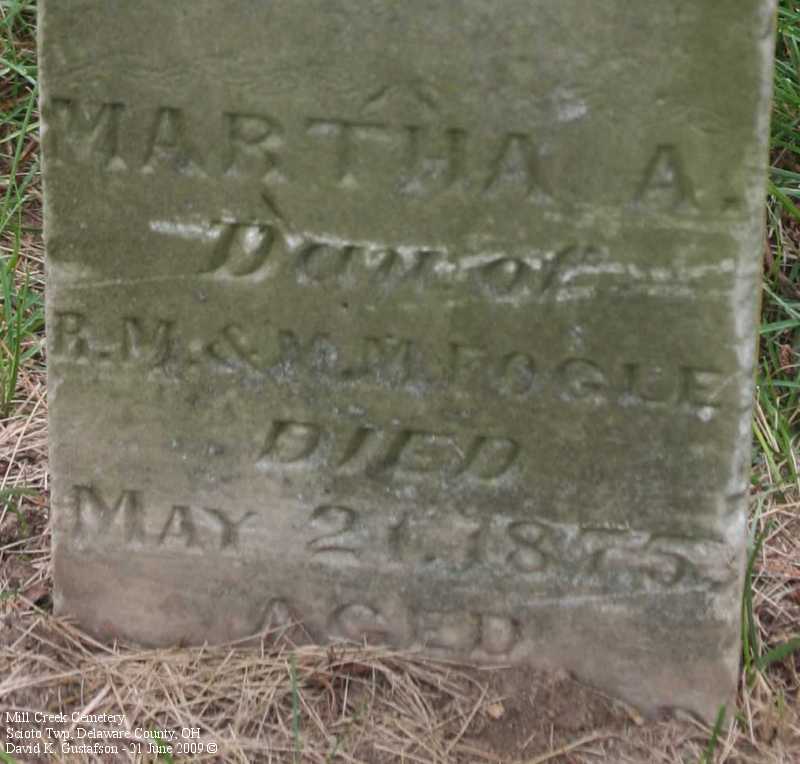 MARTHA A.
Dau of
R. M. & M. M. FOGLE
DIED
MAY 21, 1875.
AGED
Mill Creek Cemetery
Scioto Twp, Delaware County, OH
David K. Gustafson - 21 June 2009 ©